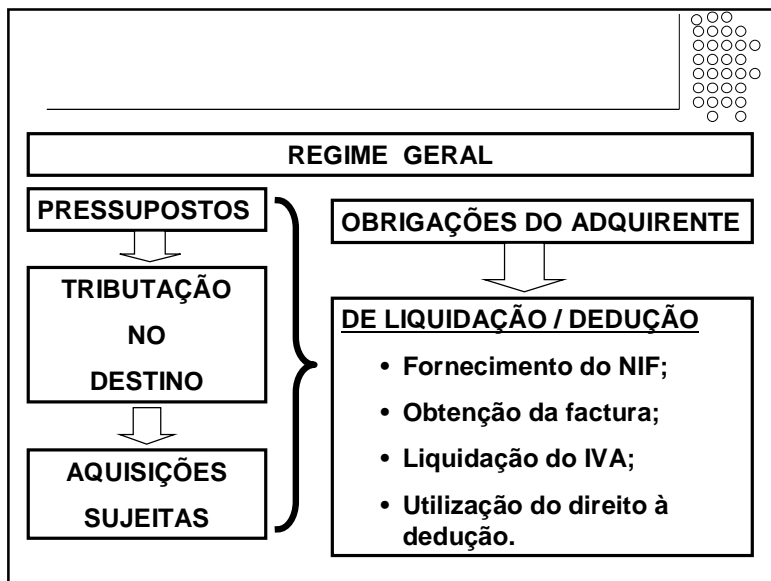 REGIME GERAL
PRESSUPOSTOS
TRIBUTAÇÃO
NO
DESTINO
AQUISIÇÕES
SUJEITAS
OBRIGAÇÕES DO ADQUIRENTE
DE LIQUIDAÇÃO / DEDUÇÃO
• Fornecimento do NIF;
• Obtenção da factura;
• Liquidação do IVA;
• Utilização do direito à
dedução.